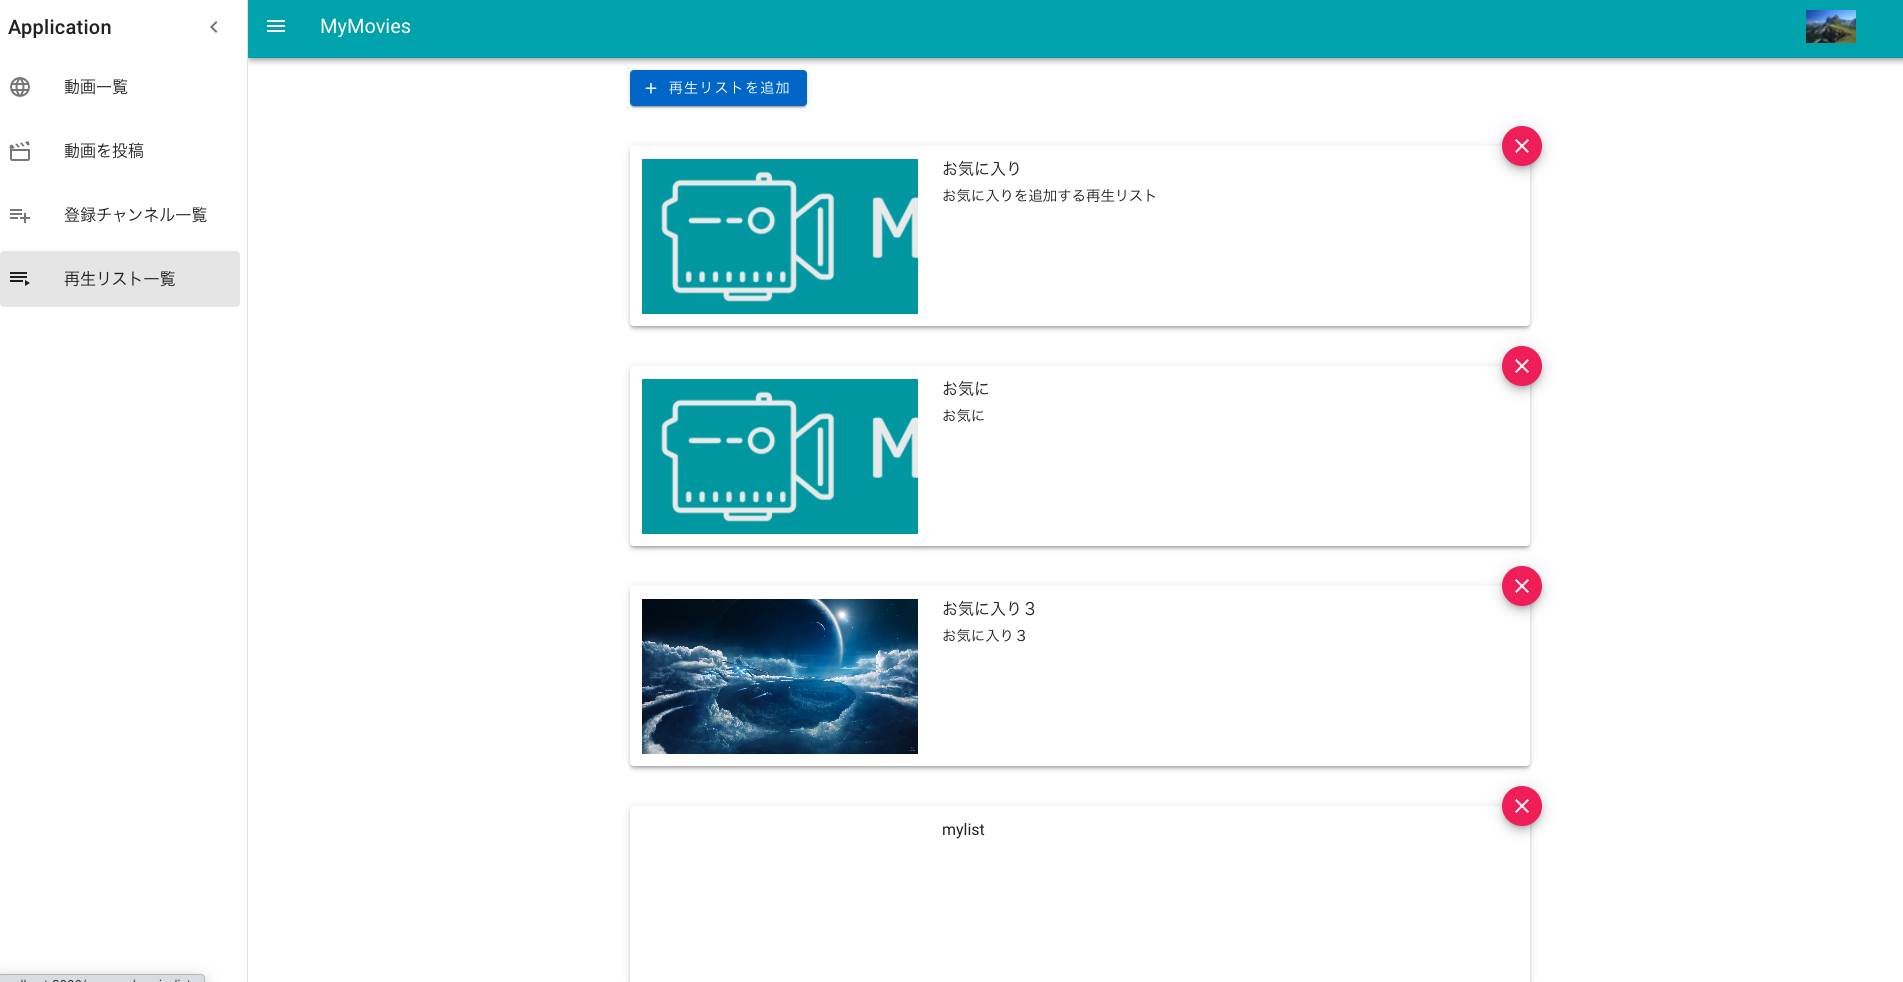 Application
MyMovies
動画一覧
動画を投稿
登録チャンネル一覧
再生リスト一覧
再生リストを追加
M
お気に入り
お気に入りを追加する再生リスト
M
お気に
お気に
お気に入り３
お気に入り３
mylist